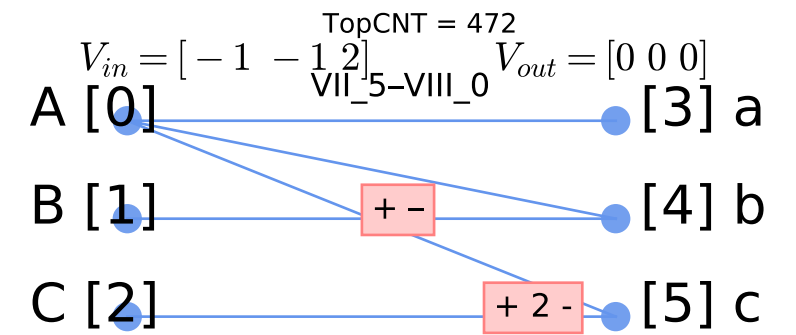 TopCNT = 472
V_in = [ − 1 − 1 2] V_out = [0 0 0]
VII_5–VIII_0
A [0] [3] a
+ –
B [1] [4] b
+ 2 -
C [2] [5] c